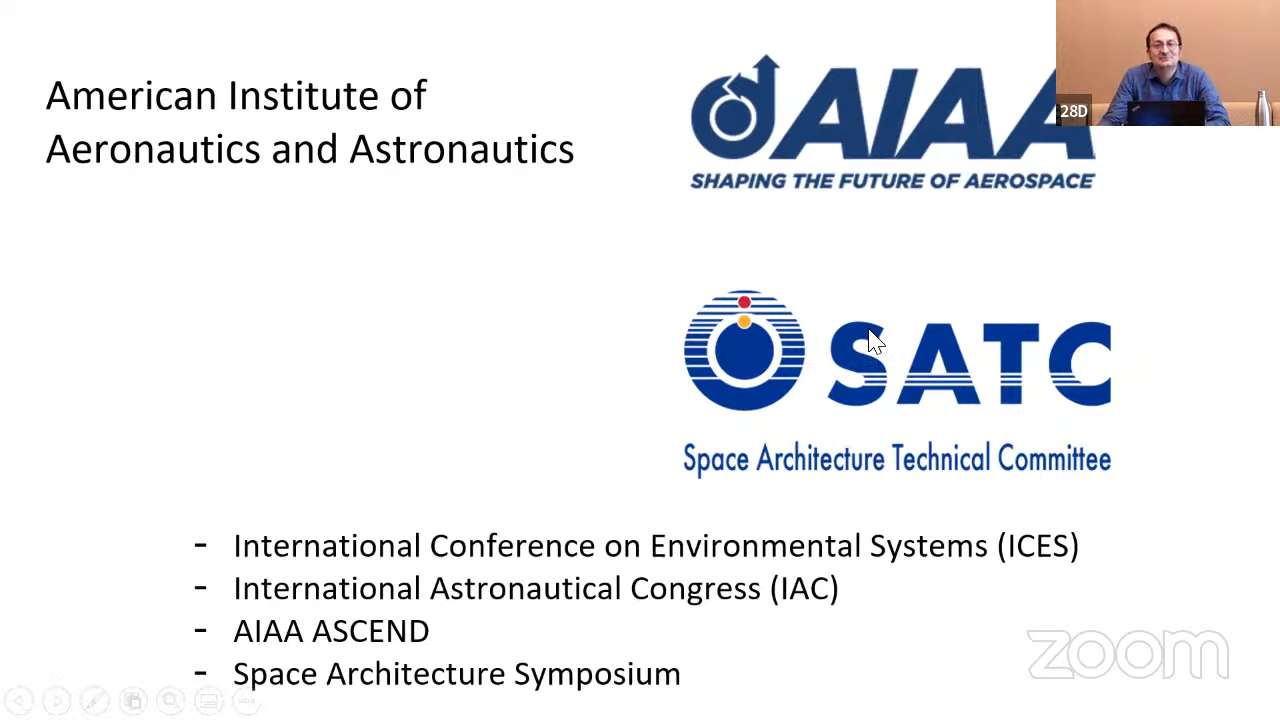 American Institute of
Aeronautics and Astronautics
AIAA
SHAPING THE FUTURE OF AEROSPACE
28D
SATC
Space Architecture Technical Committee
- International Conference on Environmental Systems (ICES)
- International Astronautical Congress (IAC)
- AIAA ASCEND
- Space Architecture Symposium
zoom